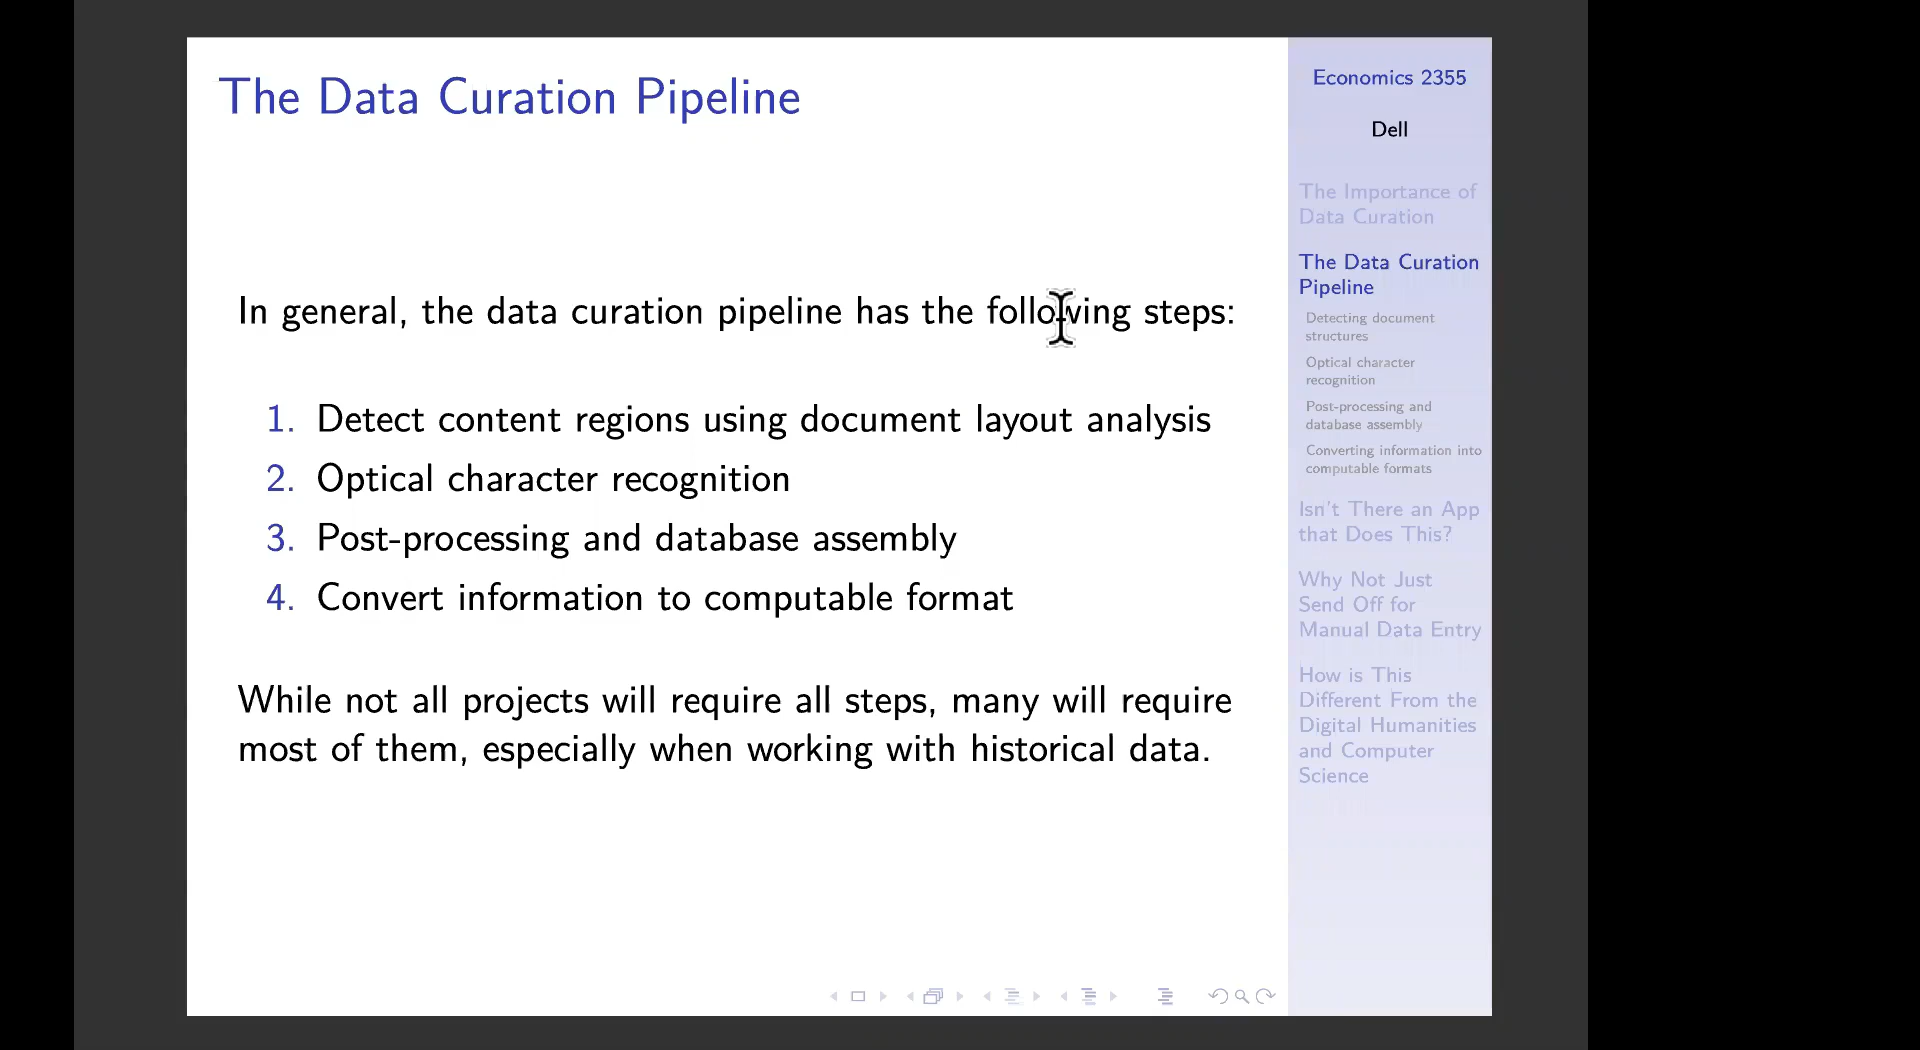 The Data Curation Pipeline
In general, the data curation pipeline has the following steps:
1. Detect content regions using document layout analysis
2. Optical character recognition
3. Post-processing and database assembly
4. Convert information to computable format
While not all projects will require all steps, many will require
most of them, especially when working with historical data.
Economics 2355
Dell
The Importance of
Data Curation
The Data Curation
Pipeline
Detecting document
structures
Optical character
recognition
Post-processing and
database assembly
Converting information into
computable formats
Isn't There an App
that Does This?
Why Not Just
Send Off for
Manual Data Entry
How is This
Different From the
Digital Humanities
and Computer
Science